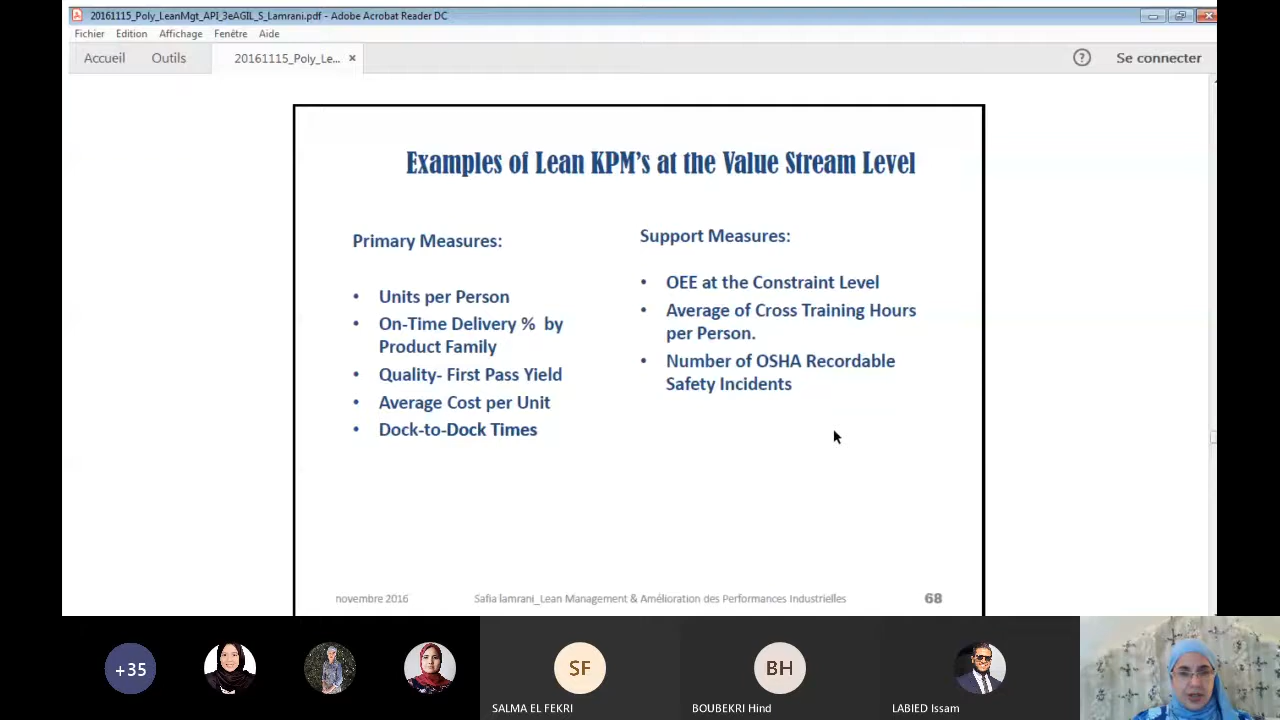 20161115_Poly_LeanMgt_API_3eAGIL_S_Lamrani.pdf - Adobe Acrobat Reader DC
Fichier Edition Affichage Fenêtre Aide
Accueil Outils 20161115_Poly_Le... × ? Se connecter
Examples of Lean KPM's at the Value Stream Level
Primary Measures:
• Units per Person
• On-Time Delivery % by
Product Family
• Quality- First Pass Yield
• Average Cost per Unit
• Dock-to-Dock Times
Support Measures:
• OEE at the Constraint Level
• Average of Cross Training Hours
per Person.
• Number of OSHA Recordable
Safety Incidents
novembre 2016 Safia lamrani_Lean Management & Amélioration des Performances Industrielles 68
+35 SF BH
SALMA EL FEKRI BOUBEKRI Hind LABIED Issam